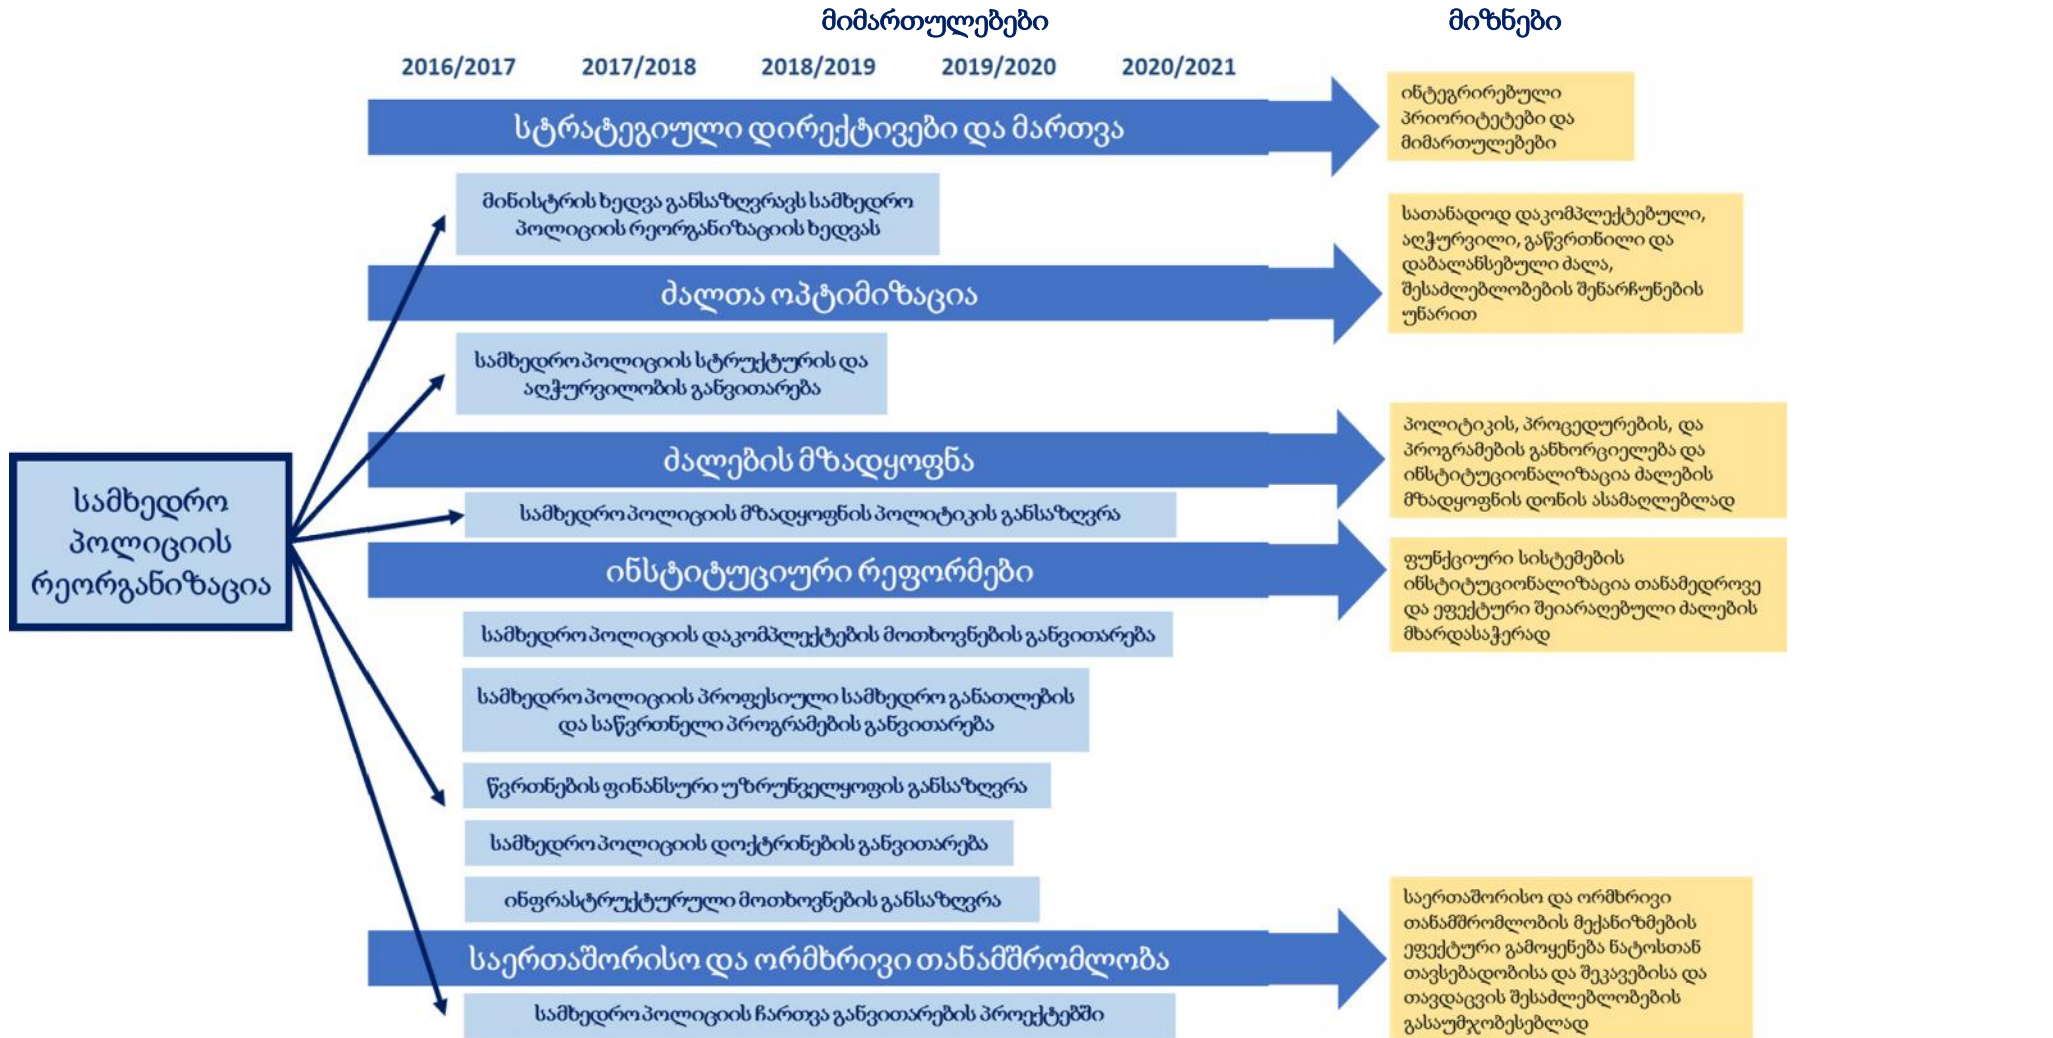 მიმართულებები
მიზნები
2016/2017 2017/2018 2018/2019 2019/2020 2020/2021
სტრატეგიული დირექტივები და მართვა
ინტეგრირებული
პრიორიტეტები და
მიმართულებები
მინისტრის ხედვა განსაზღვრავს სამხედრო
პოლიციის რეორგანიზაციის ხედვას
ძალთა ოპტიმიზაცია
სათანადოდ დაკომპლექტებული,
აღჭურვილი, გაწვრთნილი და
დაბალანსებული ძალა,
შესაძლებლობების შენარჩუნების
უნარით
სამხედრო პოლიციის სტრუქტურის და
აღჭურვილობის განვითარება
ძალების მზადყოფნა
პოლიტიკის, პროცედურების, და
პროგრამების განხორციელება და
ინსტიტუციონალიზაცია ძალების
მზადყოფნის დონის ასამაღლებლად
სამხედრო პოლიციის მზადყოფნის პოლიტიკის განსაზღვრა
სამხედრო
პოლიციის
რეორგანიზაცია
ინსტიტუციური რეფორმები
ფუნქციური სისტემების
ინსტიტუციონალიზაცია თანამედროვე
და ეფექტური შეიარაღებული ძალების
მხარდასაჭერად
სამხედრო პოლიციის დაკომპლექტების მოთხოვნების განვითარება
სამხედრო პოლიციის პროფესიული სამხედრო განათლების
და საწვრთნელი პროგრამების განვითარება
წვრთნების ფინანსური უზრუნველყოფის განსაზღვრა
სამხედრო პოლიციის დოქტრინების განვითარება
ინფრასტრუქტურული მოთხოვნების განსაზღვრა
საერთაშორისო და ორმხრივი თანამშრომლობა
საერთაშორისო და ორმხრივი
თანამშრომლობის მექანიზმების
ეფექტური გამოყენება ნატოსთან
თავსებადობისა და შეკავებისა და
თავდაცვის შესაძლებლობების
გასაუმჯობესებლად
სამხედრო პოლიციის ჩართვა განვითარების პროექტებში